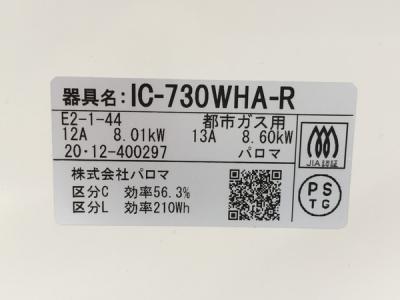 器具名:IC-730WHA-R
E2-1-44 都市ガス用
12A 8.01kW 13A 8.60kW
20･12-400297 パロマ
JIA認証
株式会社パロマ
区分C 効率56.3%
区分L 効率210Wh
PS
TG